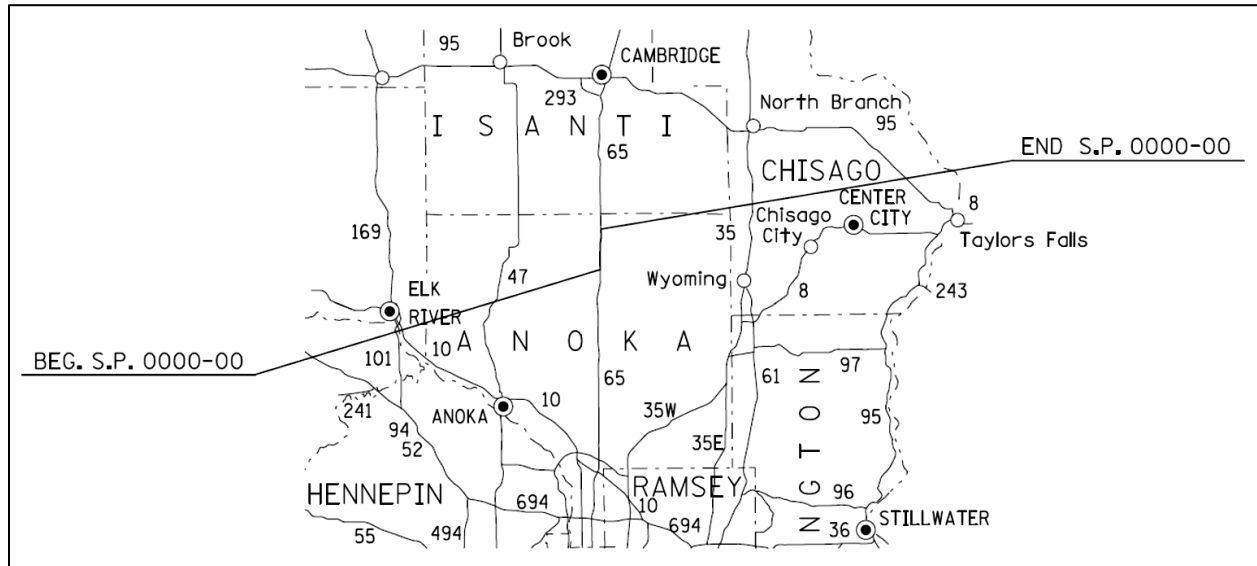 95
Brook
CAMBRIDGE
293
I S A N T I
North Branch
95
65
END S.P. 0000-00
CHISAGO
CENTER
CITY
Chisago
City
8
Taylors Falls
169
35
47
Wyoming
8
243
ELK
RIVER
BEG. S.P. 0000-00
101
10
A N O K A
65
61
97
241
94
52
ANOKA
10
35W
35E
95
NGTON
HENNEPIN
694
RAMSEY
10
96
55
494
694
36
STILLWATER